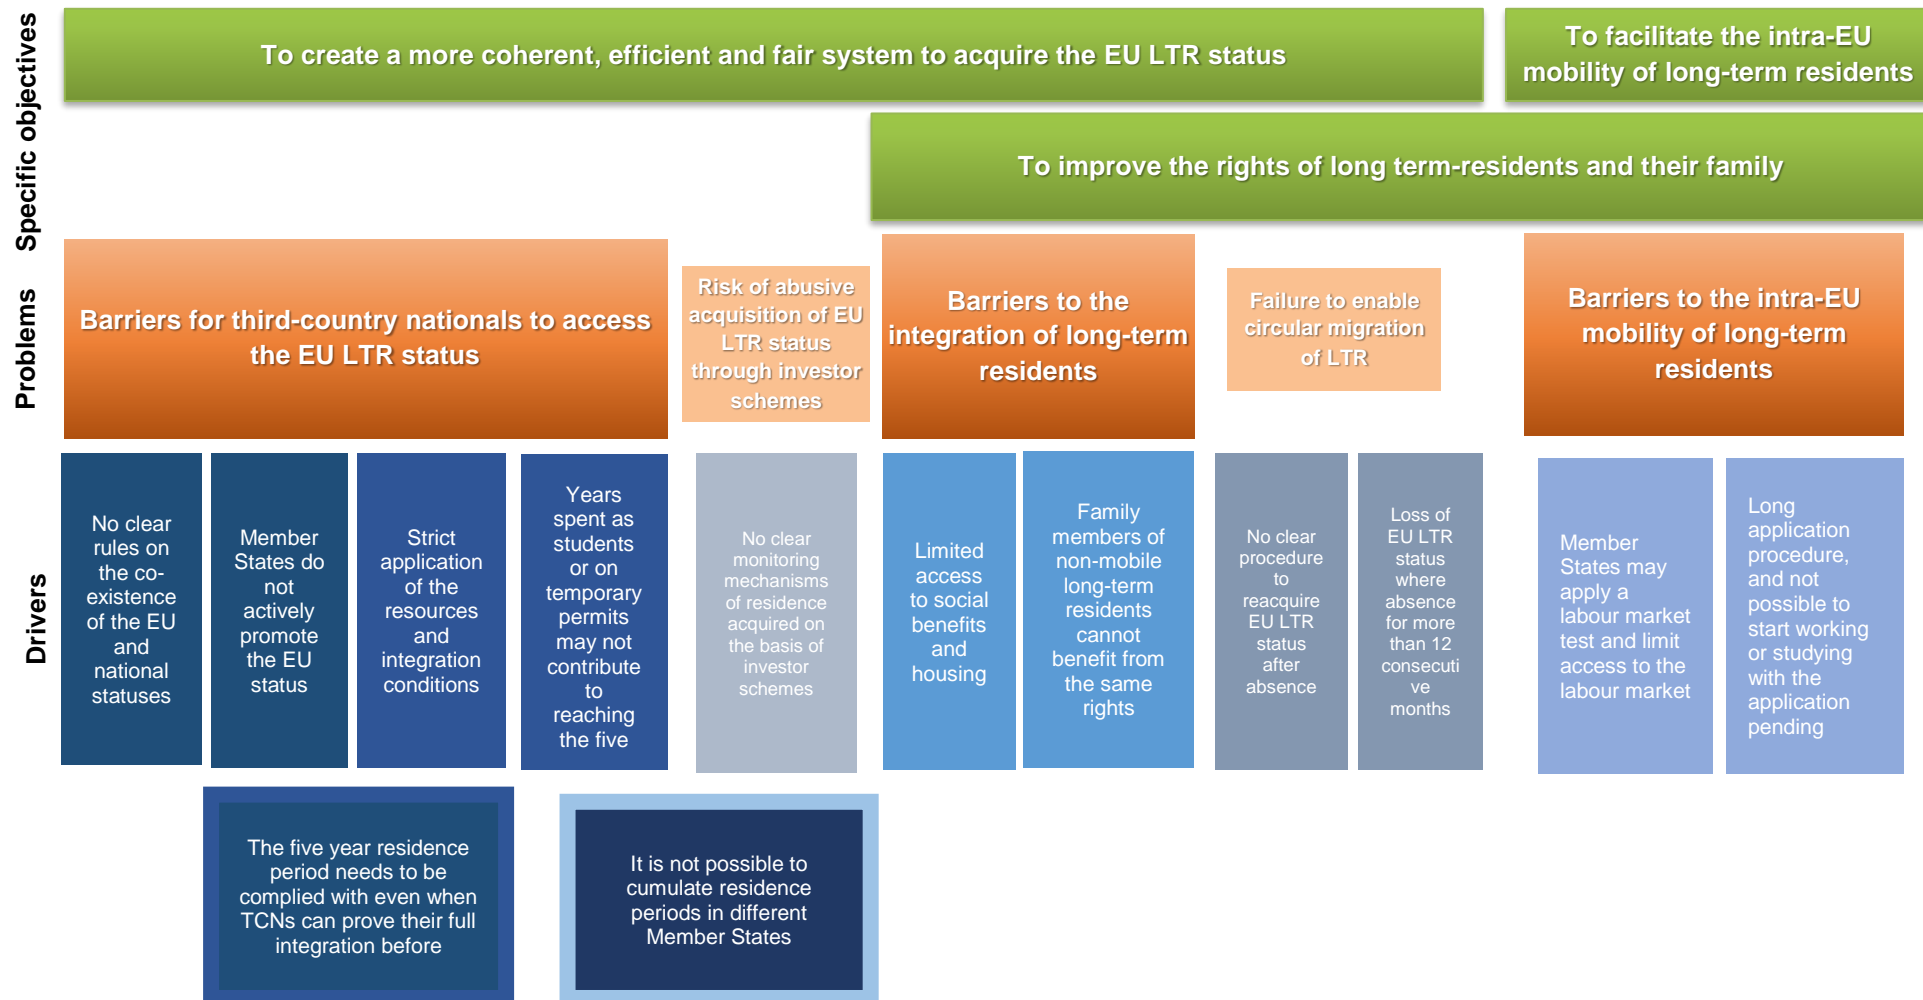 Specific objectives
To create a more coherent, efficient and fair system to acquire the EU LTR status
To facilitate the intra-EU
mobility of long-term residents
To improve the rights of long term-residents and their family
Problems
Barriers for third-country nationals to access
the EU LTR status
Risk of abusive
acquisition of EU
LTR status
through investor
schemes
Barriers to the
integration of long-term
residents
Failure to enable
circular migration
of LTR
Barriers to the intra-EU
mobility of long-term
residents
Drivers
No clear
rules on
the co-
existence
of the EU
and
national
statuses
Member
States do
not
actively
promote
the EU
status
Strict
application
of the
resources
and
integration
conditions
Years
spent as
students
or on
temporary
permits
may not
contribute
to
reaching
the five
No clear
monitoring
mechanisms
of residence
acquired on
the basis of
investor
schemes
Limited
access
to social
benefits
and
housing
Family
members of
non-mobile
long-term
residents
cannot
benefit from
the same
rights
No clear
procedure
to
reacquire
EU LTR
status
after
absence
Loss of
EU LTR
status
where
absence
for more
than 12
consecuti
ve
months
Member
States may
apply a
labour market
test and limit
access to the
labour market
Long
application
procedure,
and not
possible to
start working
or studying
with the
application
pending
The five year residence
period needs to be
complied with even when
TCNs can prove their full
integration before
It is not possible to
cumulate residence
periods in different
Member States